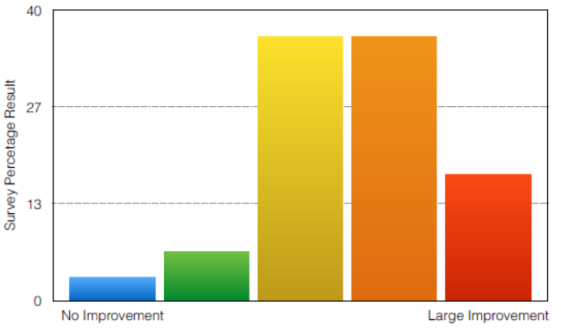 40
27
13
0
Survey Percetage Result
No Improvement
Large Improvement